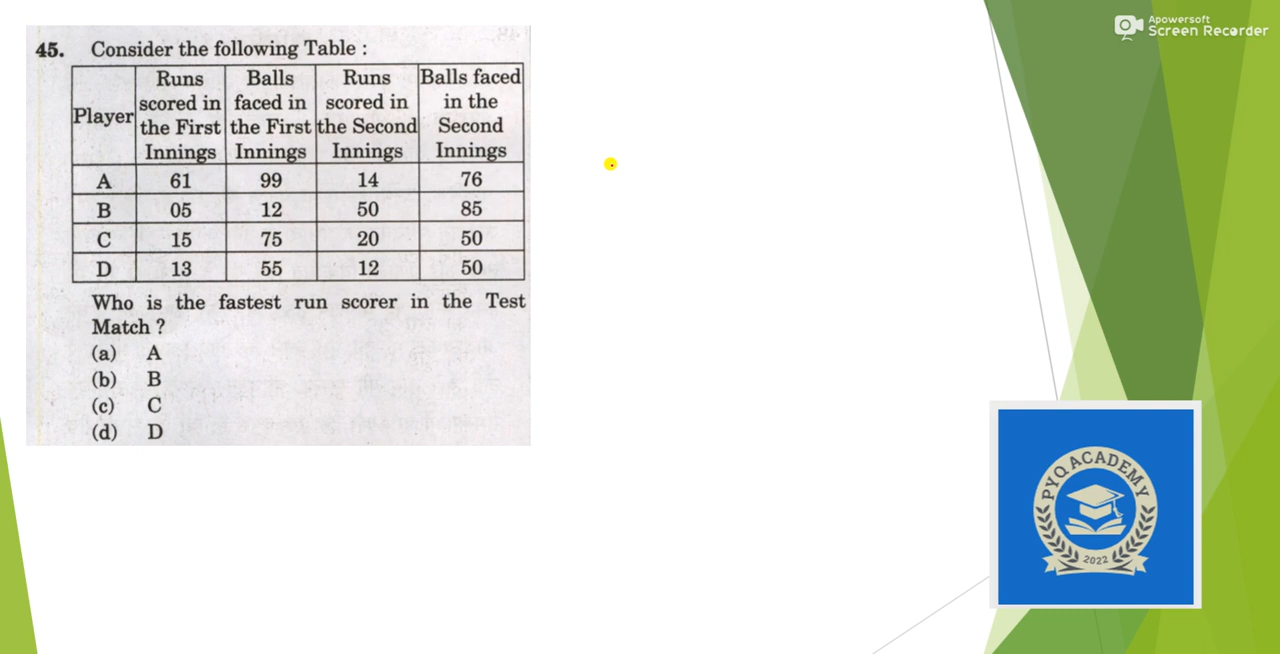 Apowersoft
Screen Recorder
45. Consider the following Table :
Player | Runs scored in the First Innings | Balls faced in the First Innings | Runs scored in the Second Innings | Balls faced in the Second Innings
A 61 99 14 76
B 05 12 50 85
C 15 75 20 50
D 13 55 12 50
Who is the fastest run scorer in the Test
Match ?
(a) A
(b) B
(c) C
(d) D
PYQ ACADEMY
2022